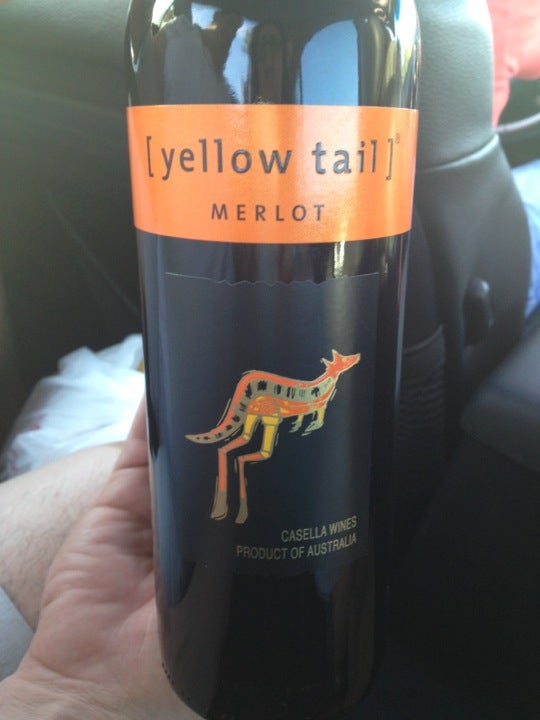 [yellow tail]®
MERLOT
CASELLA WINES
PRODUCT OF AUSTRALIA